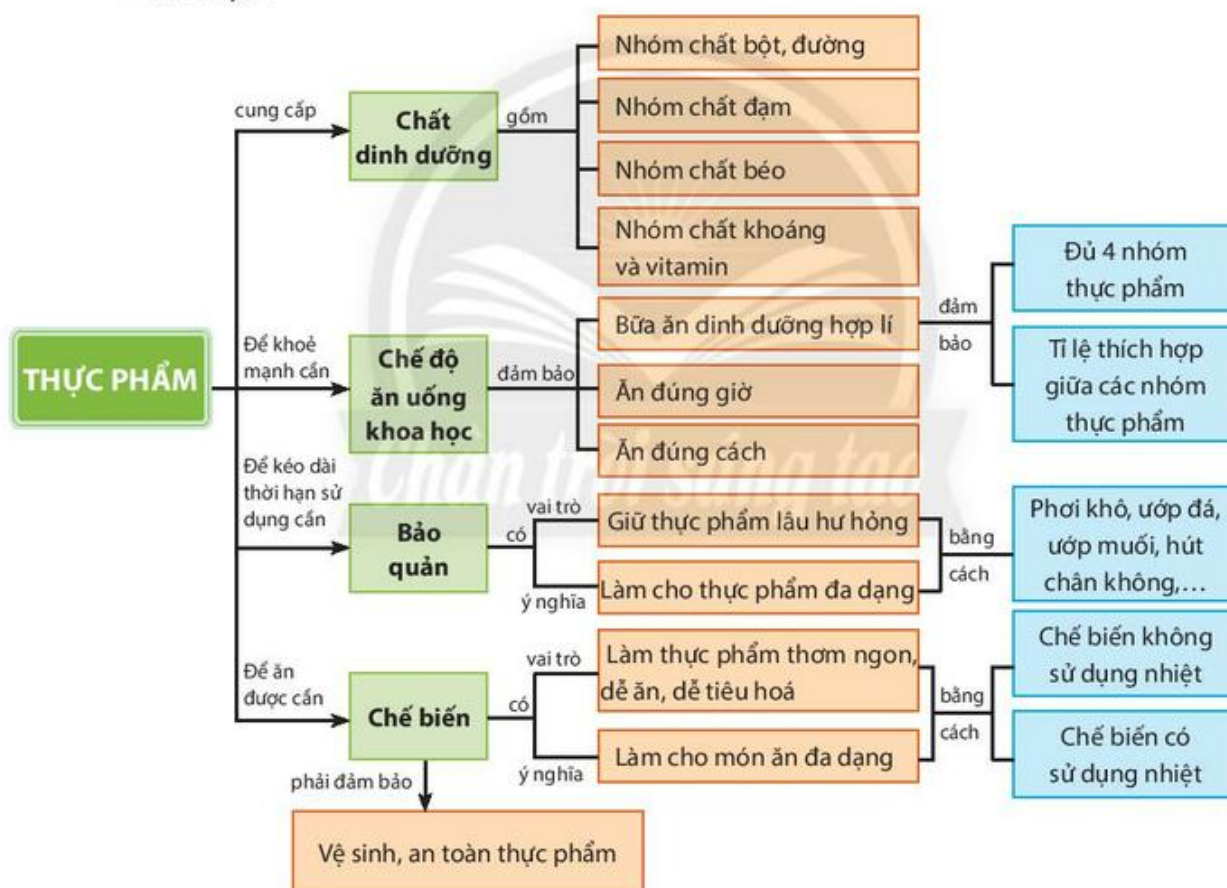 Nhóm chất bột, đường
cung cấp
Chất
dinh dưỡng
gồm
Nhóm chất đạm
Nhóm chất béo
Nhóm chất khoáng
và vitamin
THỰC PHẨM
Để khoẻ
mạnh cần
Chế độ
ăn uống
khoa học
đảm bảo
Bữa ăn dinh dưỡng hợp lí
đảm
bảo
Đủ 4 nhóm
thực phẩm
Tỉ lệ thích hợp
giữa các nhóm
thực phẩm
Ăn đúng giờ
Ăn đúng cách
Chân trời sáng tạo
Để kéo dài
thời hạn sử
dụng cần
Bảo
quản
có
vai trò
Giữ thực phẩm lâu hư hỏng
ý nghĩa
Làm cho thực phẩm đa dạng
bằng
cách
Phơi khô, ướp đá,
ướp muối, hút
chân không,...
Để ăn
được cần
Chế biến
có
vai trò
Làm thực phẩm thơm ngon,
dễ ăn, dễ tiêu hoá
ý nghĩa
Làm cho món ăn đa dạng
bằng
cách
Chế biến không
sử dụng nhiệt
Chế biến có
sử dụng nhiệt
phải đảm bảo
Vệ sinh, an toàn thực phẩm